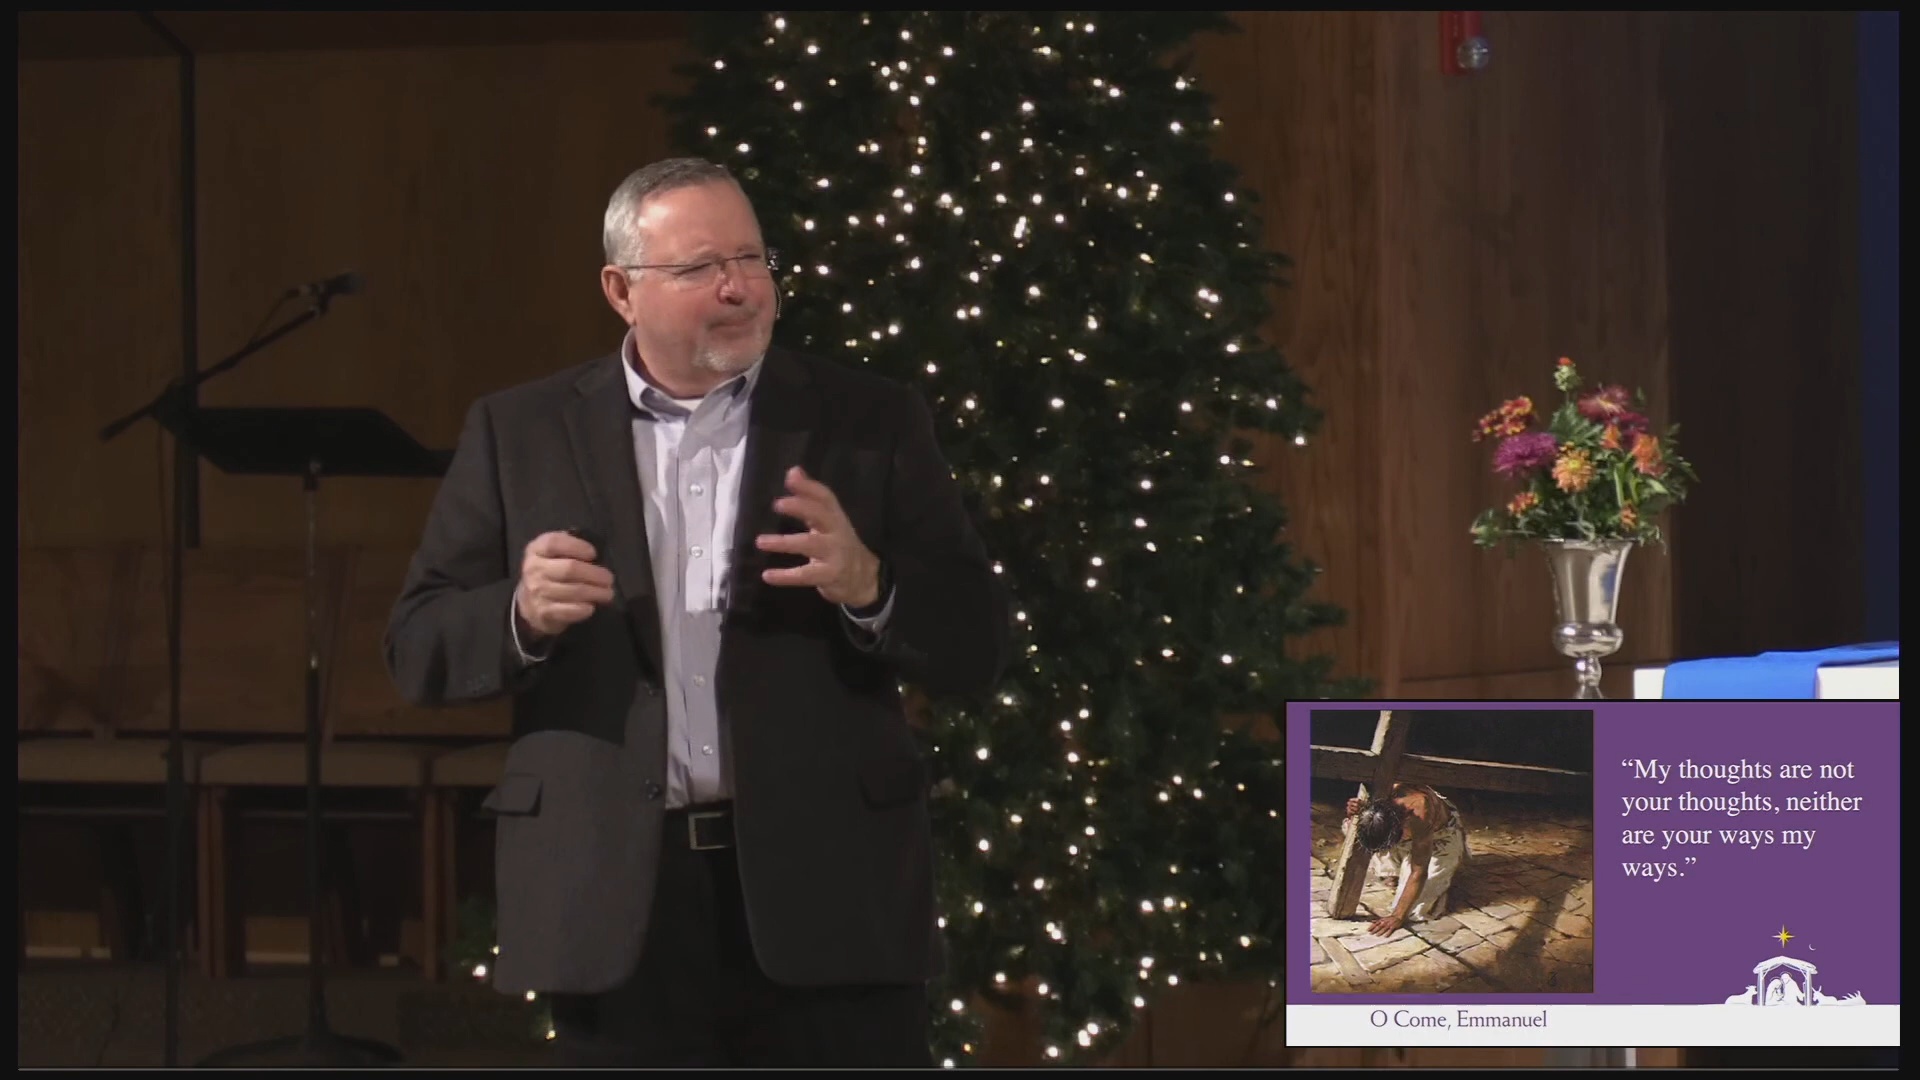 “My thoughts are not
your thoughts, neither
are your ways my
ways.”
O Come, Emmanuel